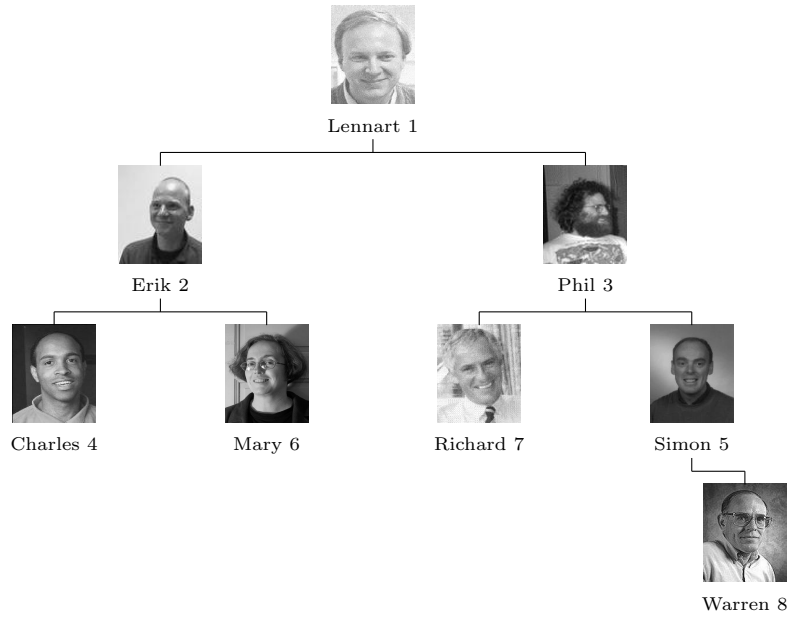 Lennart 1
Erik 2
Phil 3
Charles 4
Mary 6
Richard 7
Simon 5
Warren 8